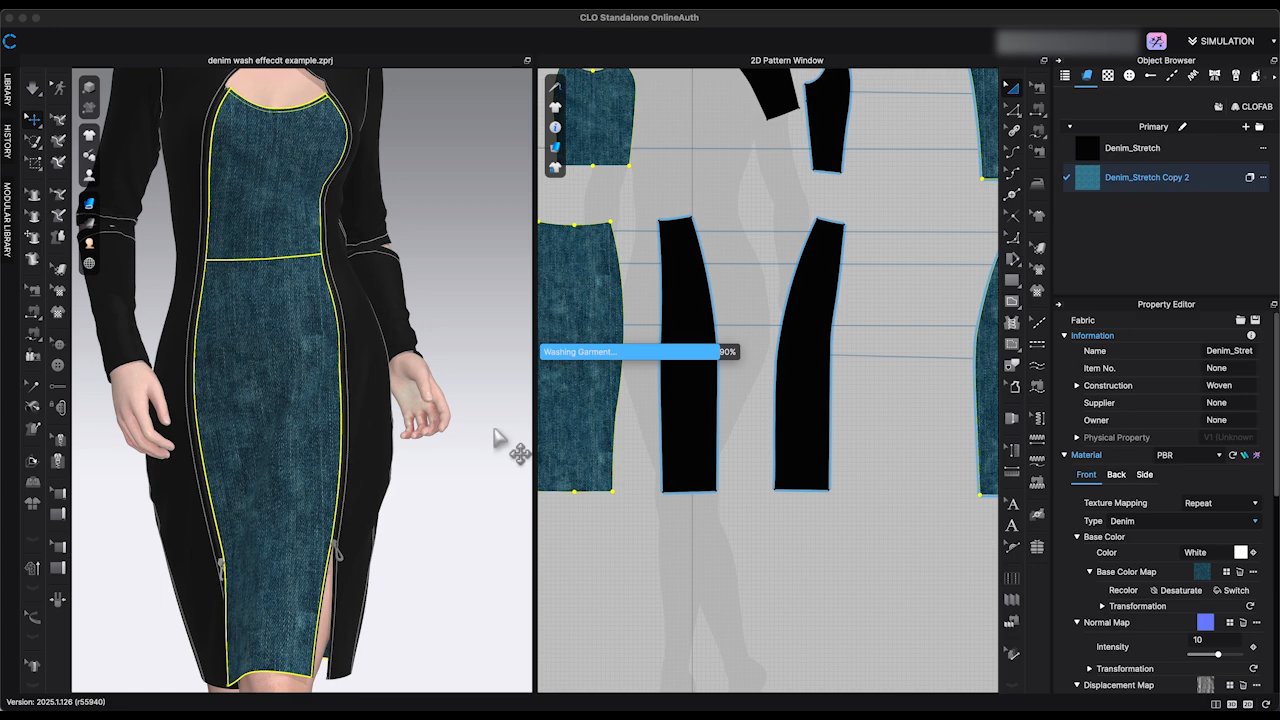 CLO Standalone OnlineAuth
SIMULATION
denim wash effecdt example.zprj
2D Pattern Window
Object Browser
LIBRARY
HISTORY
MODULAR LIBRARY
CLOFAB
Primary
Denim_Stretch
Denim_Stretch Copy 2
Property Editor
Fabric
Information
Name Denim_Stret
Item No. None
Construction Woven
Supplier None
Owner None
Physical Property V1 (Unknown
Material PBR
Front Back Side
Texture Mapping Repeat
Type Denim
Base Color
Color White
Base Color Map
Recolor Desaturate Switch
Transformation
Normal Map
Intensity 10
Transformation
Displacement Map
Washing Garment... 90%
Version: 2025.1.126 (r55940)
3D 2D